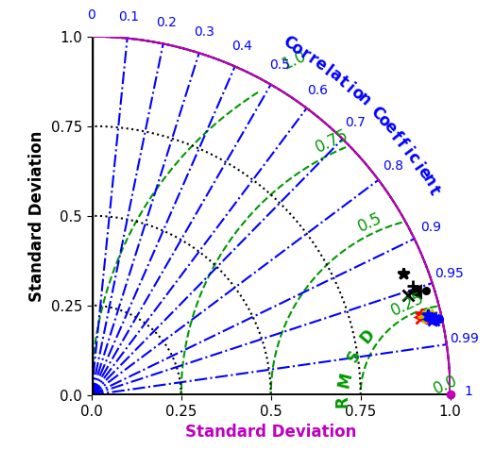 0 0.1 0.2 0.3 0.4 0.5 0.6 0.7 0.8 0.9 0.95 0.99 1
Correlation Coefficient
1.0 0.75 0.5 0.25 0.0
RMSD
1.0
0.75
0.5
0.25
0.0
Standard Deviation
0.0 0.25 0.5 0.75 1.0
Standard Deviation